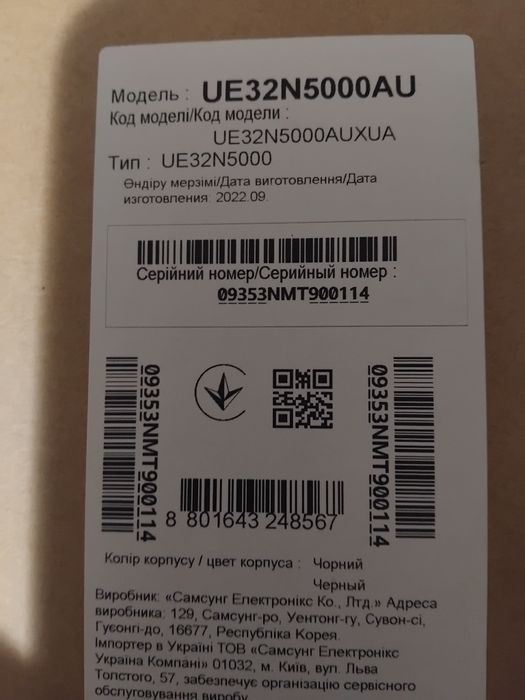 Модель : UE32N5000AU
Код моделі/Код модели :
UE32N5000AUXUA
Тип : UE32N5000
Өндіру мерзімі/Дата виготовлення/Дата
изготовления: 2022.09.
Серійний номер/Серийный номер :
09353NMT900114
09353NMT900114
09353NMT900114
8 801643 248567
Колір корпусу / цвет корпуса : Чорний
Черный
Виробник: «Самсунг Електронікс Ко., Лтд.» Адреса
виробника: 129, Самсунг-ро, Уентонг-гу, Сувон-сі,
Гуєонгі-до, 16677, Республіка Корея.
Імпортер в Україні ТОВ «Самсунг Електронікс
Україна Компані» 01032, м. Київ, вул. Льва
Толстого, 57, забезпечує організацію сервісного
обслуговування виробу